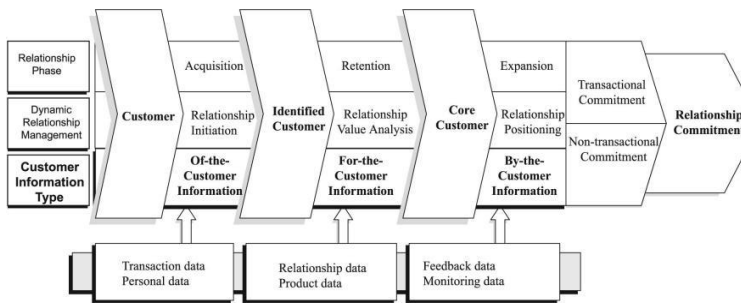 Relationship
Phase
Acquisition
Retention
Expansion
Dynamic
Relationship
Management
Customer
Relationship
Initiation
Identified
Customer
Relationship
Value Analysis
Core
Customer
Relationship
Positioning
Transactional
Commitment
Non-transactional
Commitment
Relationship
Commitment
Customer
Information
Type
Of-the-
Customer
Information
For-the-
Customer
Information
By-the-
Customer
Information
Transaction data
Personal data
Relationship data
Product data
Feedback data
Monitoring data